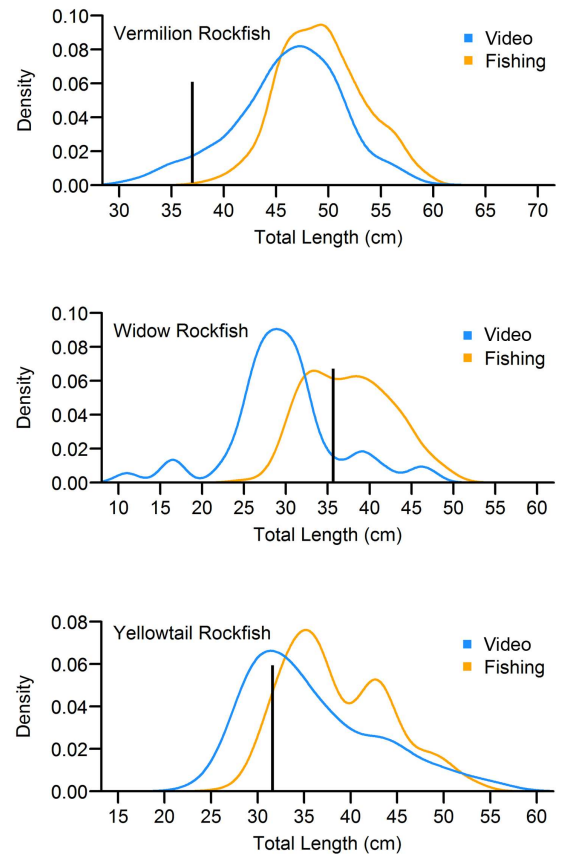 Vermilion Rockfish
Video
Fishing
Density
0.10
0.08
0.06
0.04
0.02
0.00
30 35 40 45 50 55 60 65 70
Total Length (cm)
Widow Rockfish
Video
Fishing
Density
0.10
0.08
0.06
0.04
0.02
0.00
10 15 20 25 30 35 40 45 50 55 60
Total Length (cm)
Yellowtail Rockfish
Video
Fishing
Density
0.08
0.06
0.04
0.02
0.00
15 20 25 30 35 40 45 50 55 60
Total Length (cm)